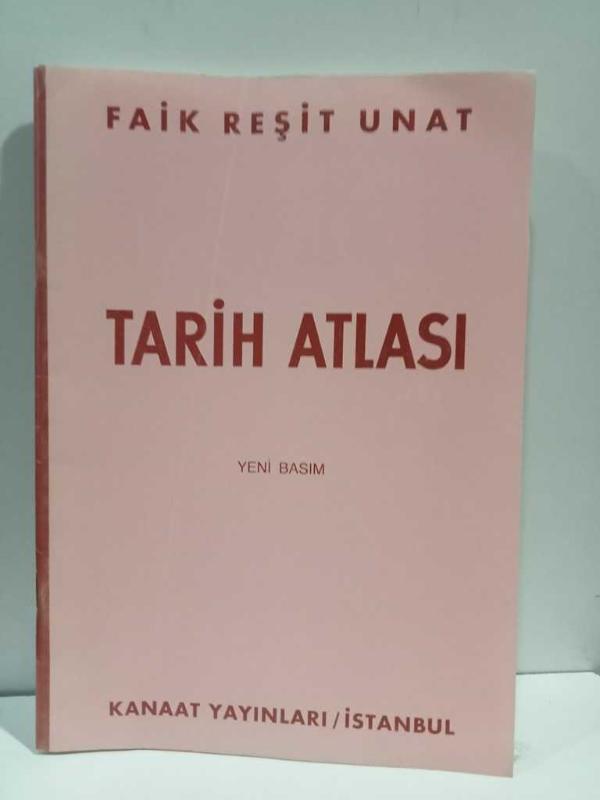 FAİK REŞİT UNAT
TARİH ATLASI
YENİ BASIM
KANAAT YAYINLARI/İSTANBUL